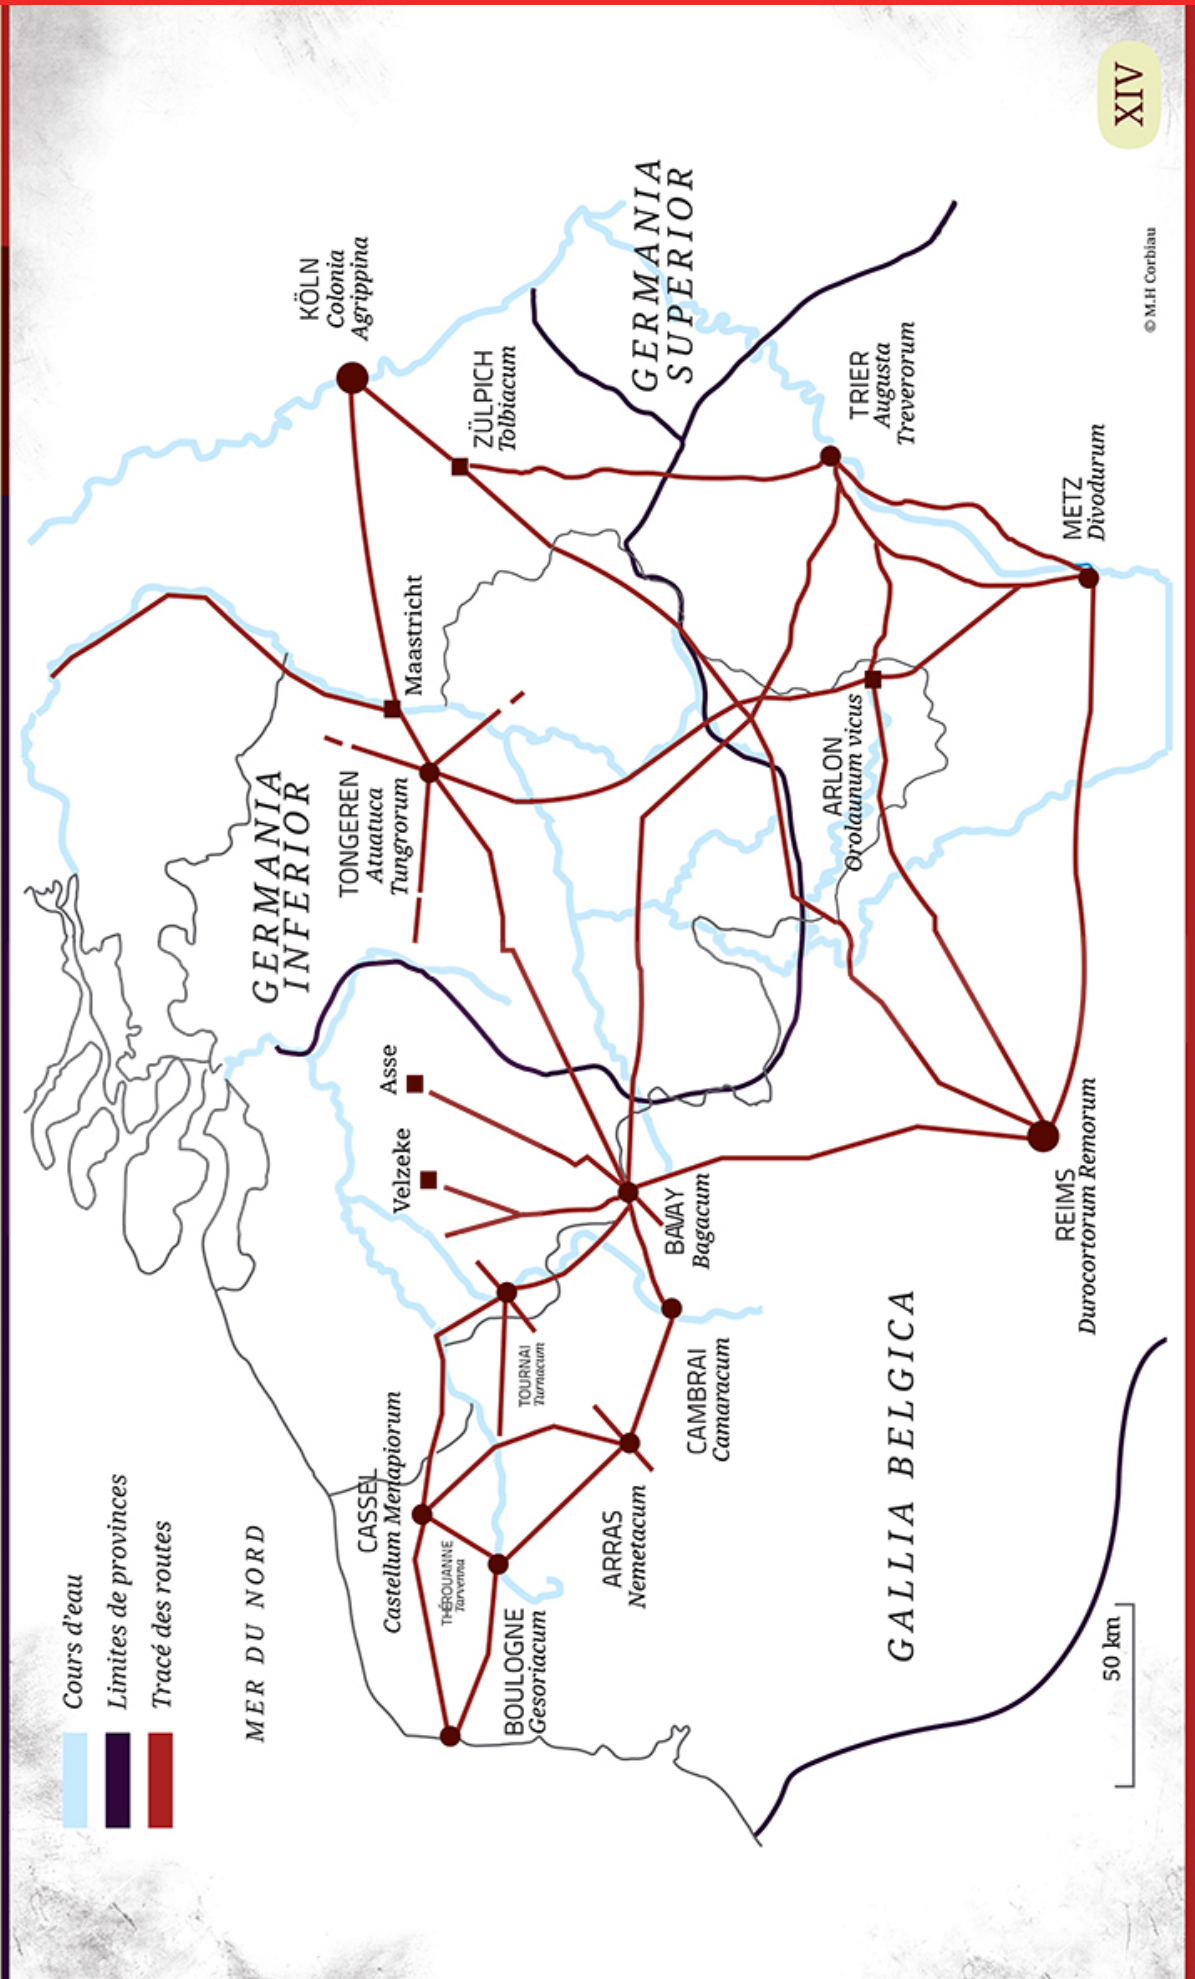 Cours d'eau
Limites de provinces
Tracé des routes
MER DU NORD
GERMANIA
INFERIOR
GERMANIA
SUPERIOR
GALLIA BELGICA
KÖLN
Colonia
Agrippina
ZÜLPICH
Tolbiacum
Maastricht
TONGEREN
Atuatuca
Tungrorum
TRIER
Augusta
Treverorum
METZ
Divodurum
ARLON
Orolaunum vicus
Asse
Velzeke
BAVAY
Bagacum
REIMS
Durocortorum Remorum
TOURNAI
Turnacum
CAMBRAI
Camaracum
CASSEL
Castellum Menapiorum
THÉROUANNE
Tarvenna
ARRAS
Nemetacum
BOULOGNE
Gesoriacum
50 km
© M.H Corbiau
XIV